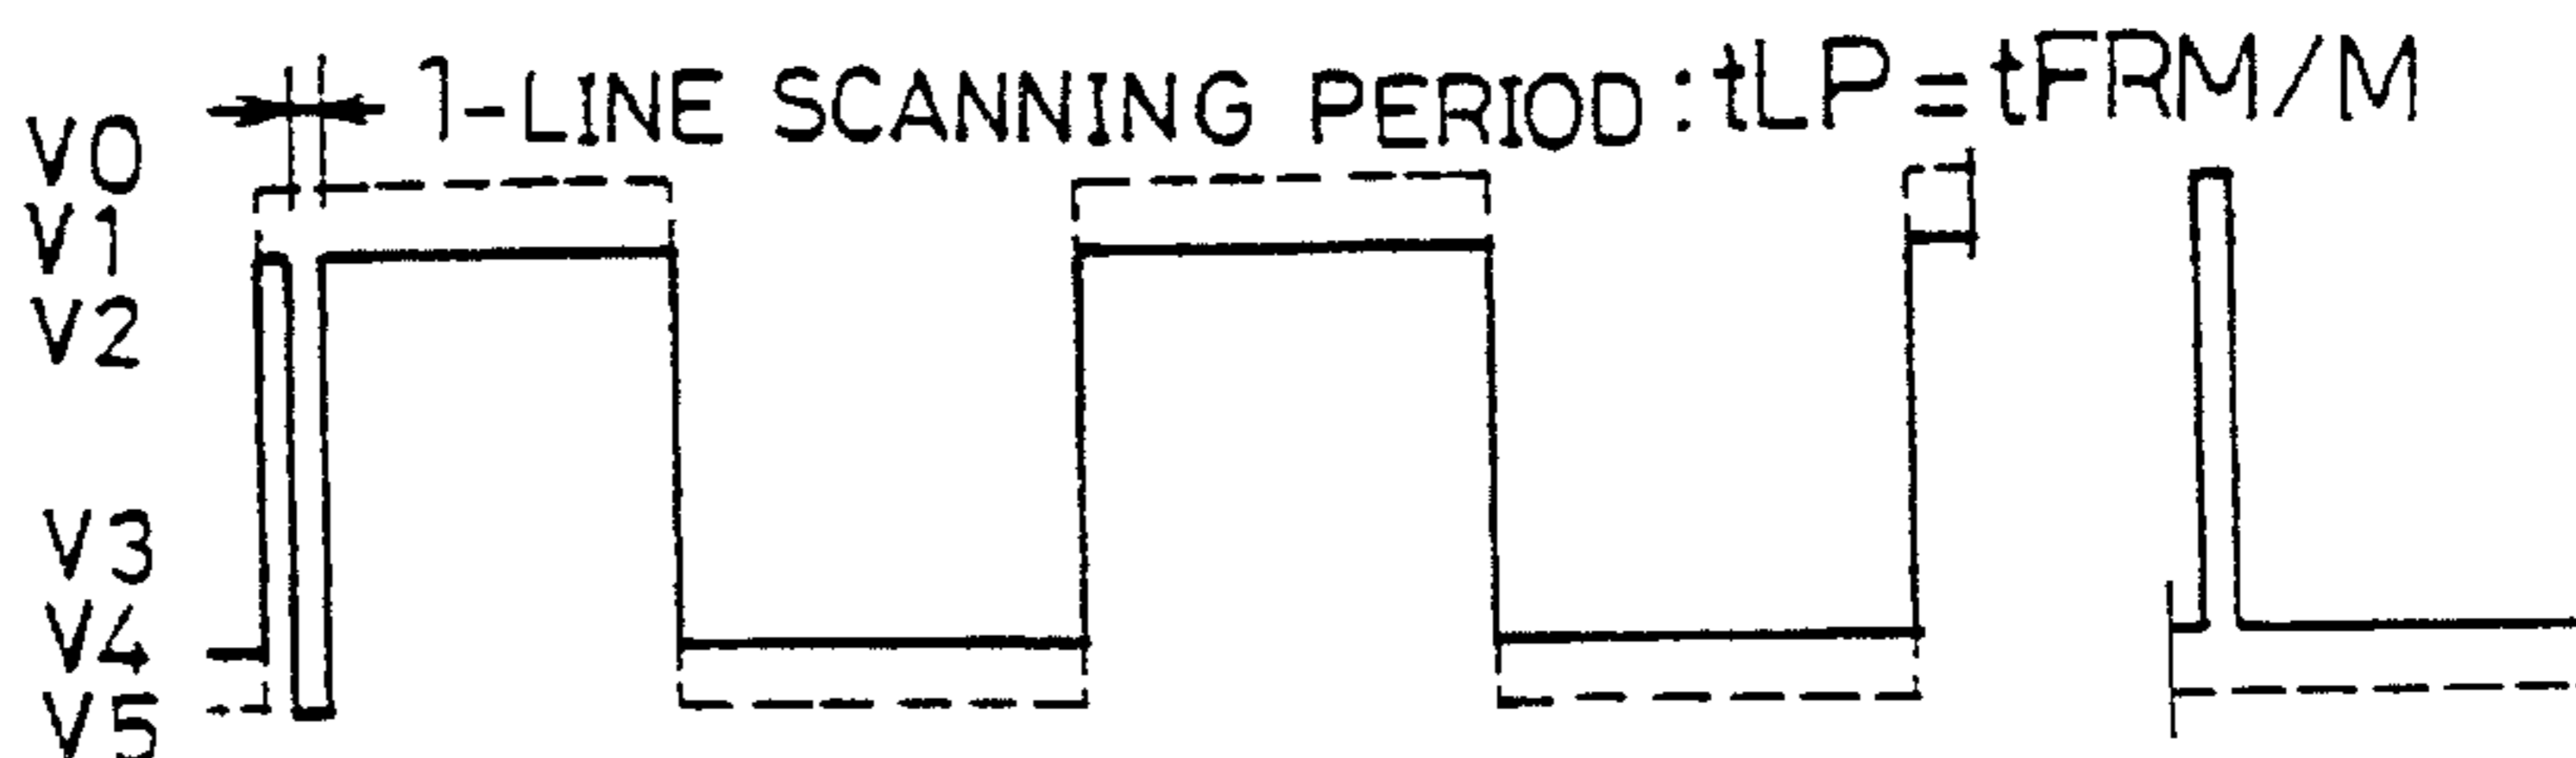 1-LINE SCANNING PERIOD:tLP=tFRM/M
V0
V1
V2
V3
V4
V5